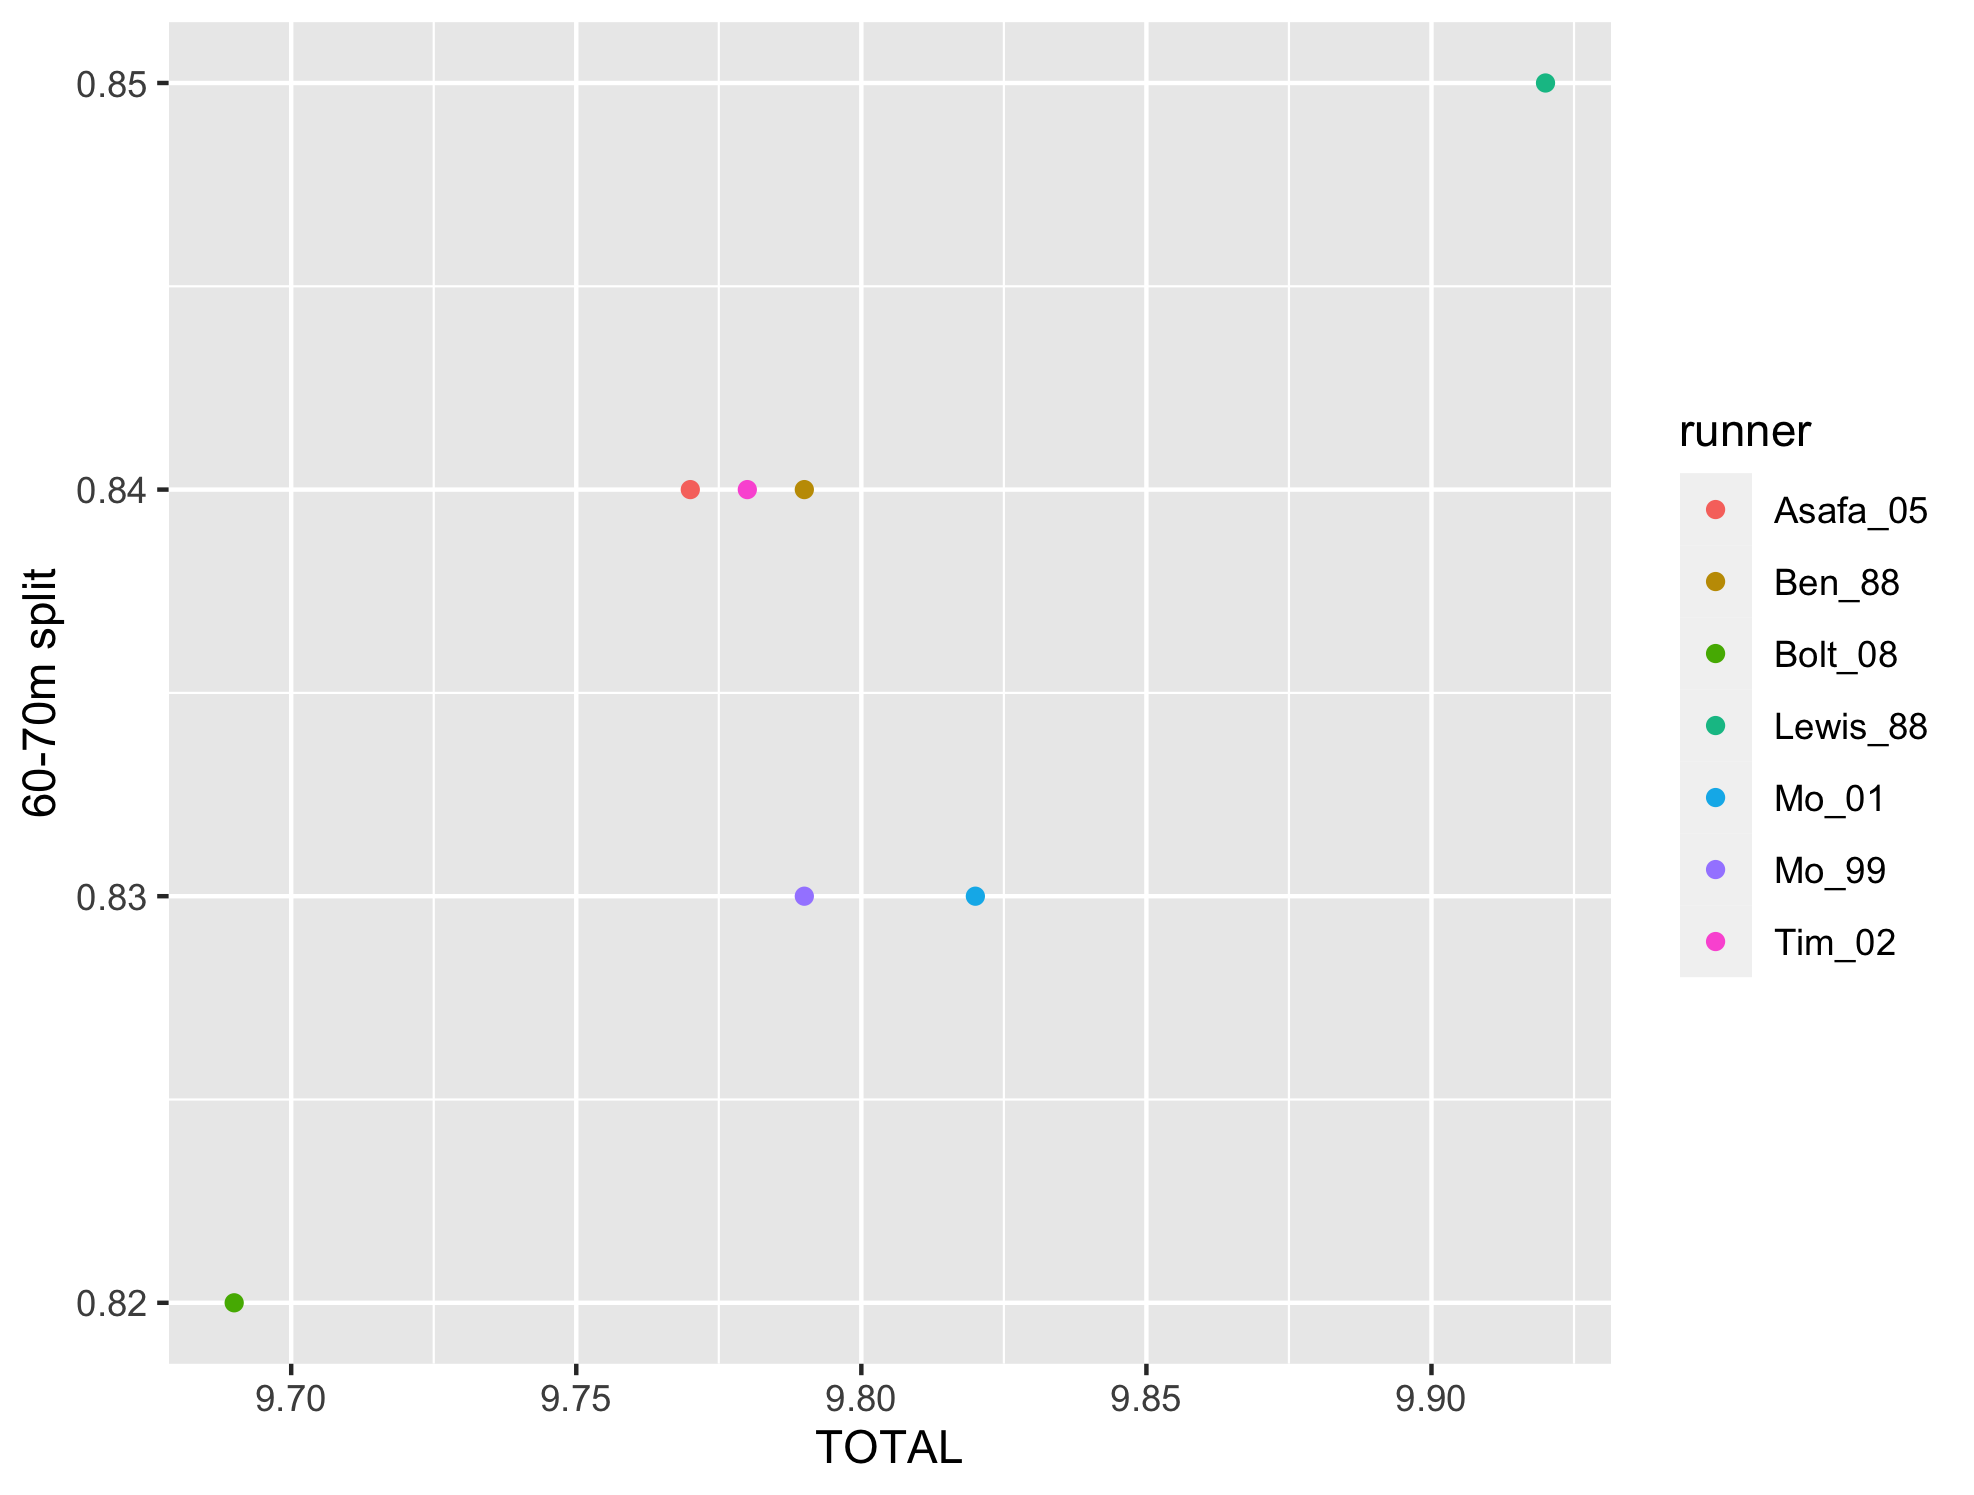 0.85
0.84
0.83
0.82
60-70m split
9.70 9.75 9.80 9.85 9.90
TOTAL
runner
Asafa_05
Ben_88
Bolt_08
Lewis_88
Mo_01
Mo_99
Tim_02